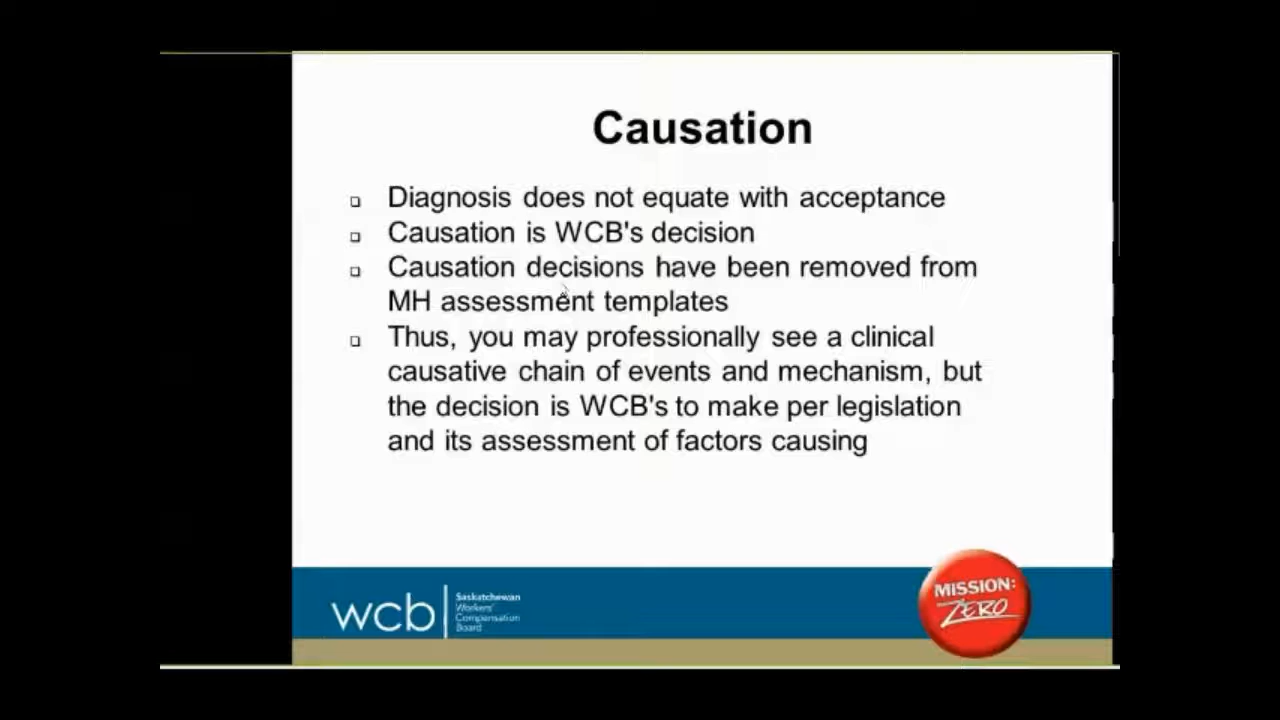 Causation
Diagnosis does not equate with acceptance
Causation is WCB's decision
Causation decisions have been removed from
MH assessment templates
Thus, you may professionally see a clinical
causative chain of events and mechanism, but
the decision is WCB's to make per legislation
and its assessment of factors causing
wcb
Saskatchewan
Workers'
Compensation
Board
MiSSION:
ZERO